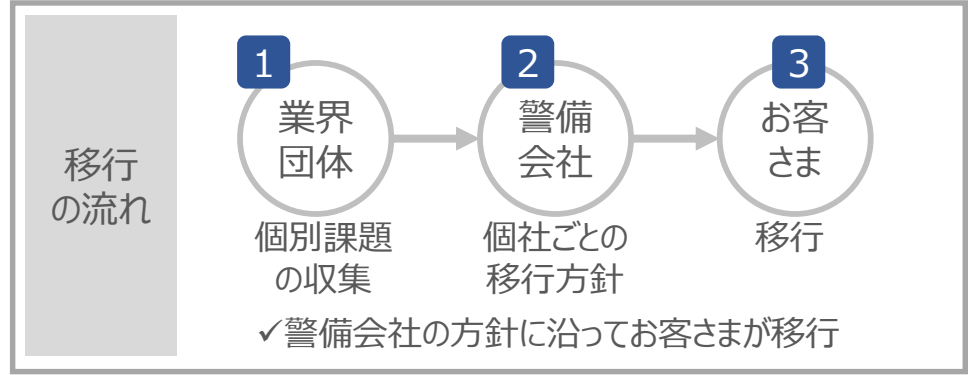 移行
の流れ
1
業界
団体
個別課題
の収集
2
警備
会社
個社ごとの
移行方針
3
お客
さま
移行
✓警備会社の方針に沿ってお客さまが移行